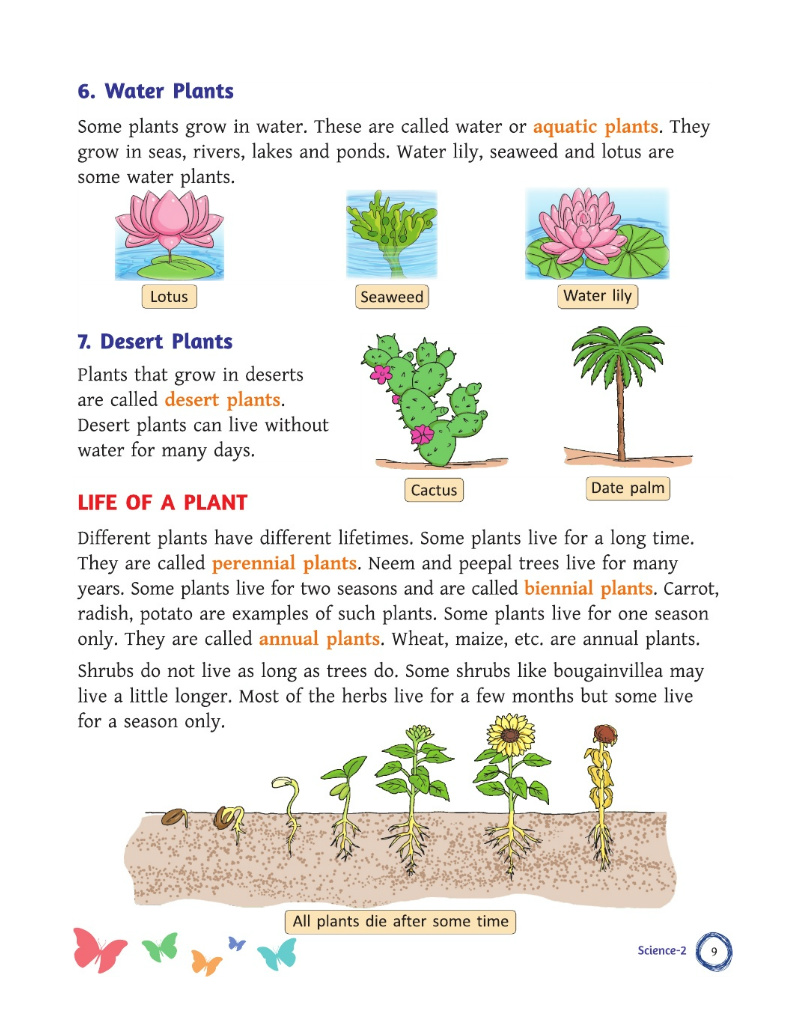 6. Water Plants
Some plants grow in water. These are called water or aquatic plants. They
grow in seas, rivers, lakes and ponds. Water lily, seaweed and lotus are
some water plants.
Lotus
Seaweed
Water lily
7. Desert Plants
Plants that grow in deserts
are called desert plants.
Desert plants can live without
water for many days.
Cactus
Date palm
LIFE OF A PLANT
Different plants have different lifetimes. Some plants live for a long time.
They are called perennial plants. Neem and peepal trees live for many
years. Some plants live for two seasons and are called biennial plants. Carrot,
radish, potato are examples of such plants. Some plants live for one season
only. They are called annual plants. Wheat, maize, etc. are annual plants.
Shrubs do not live as long as trees do. Some shrubs like bougainvillea may
live a little longer. Most of the herbs live for a few months but some live
for a season only.
All plants die after some time
Science-2
9